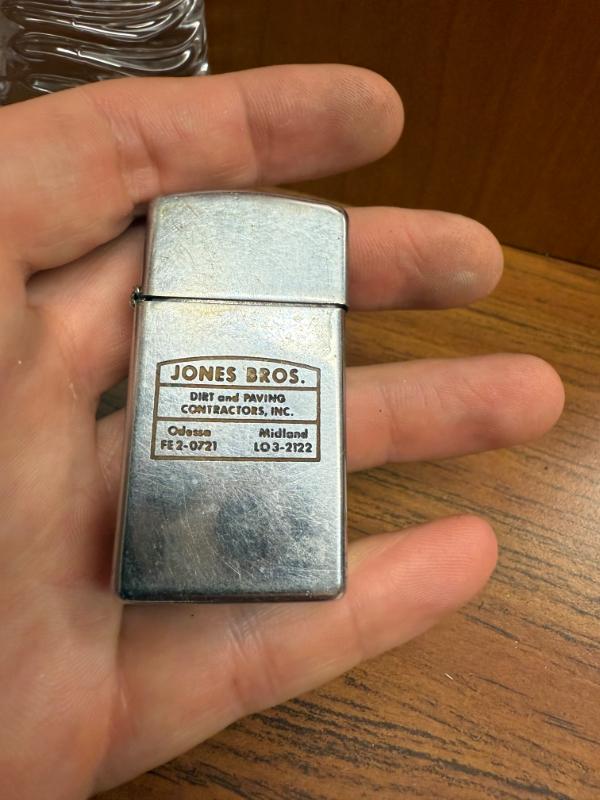 JONES BROS.
DIRT and PAVING
CONTRACTORS, INC.
Odessa Midland
FE 2-0721 LO 3-2122